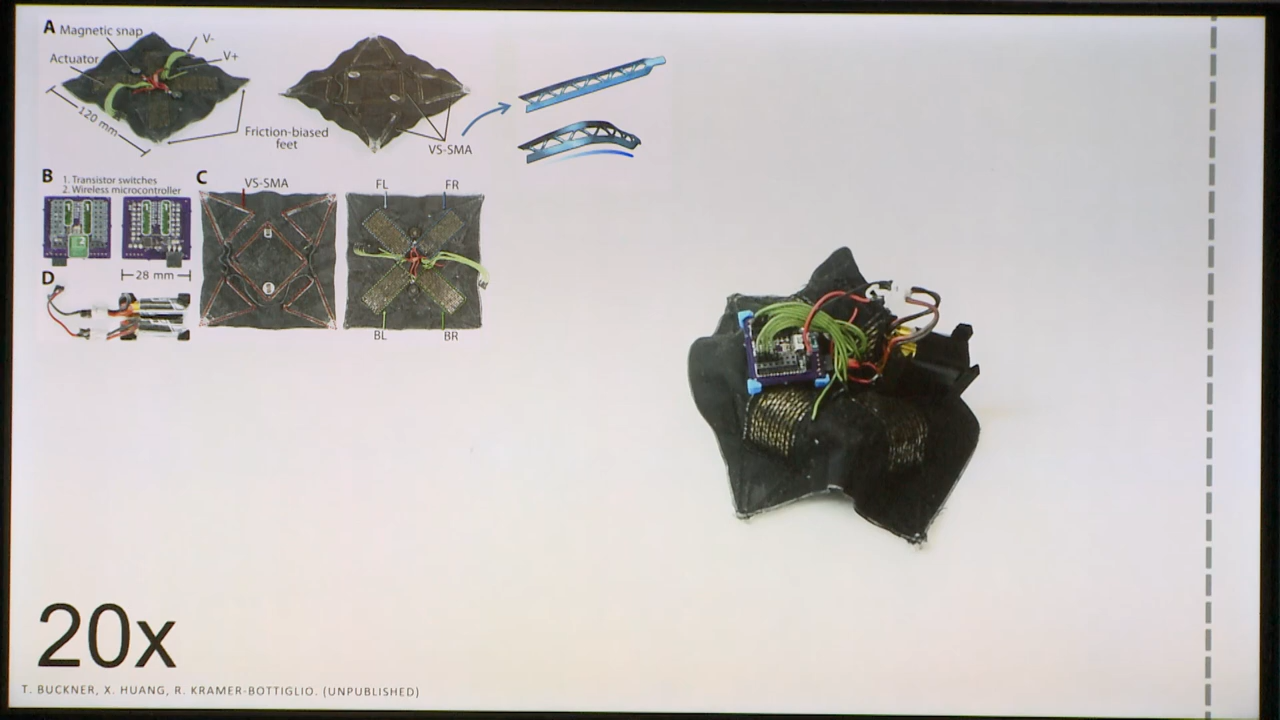 A Magnetic snap
V-
V+
Actuator
120 mm
Friction-biased
feet
VS-SMA
B 1. Transistor switches
2. Wireless microcontroller
2
28 mm
C
VS-SMA
FL
FR
BL
BR
D
20x
T. BUCKNER, X. HUANG, R. KRAMER-BOTTIGLIO. (UNPUBLISHED)